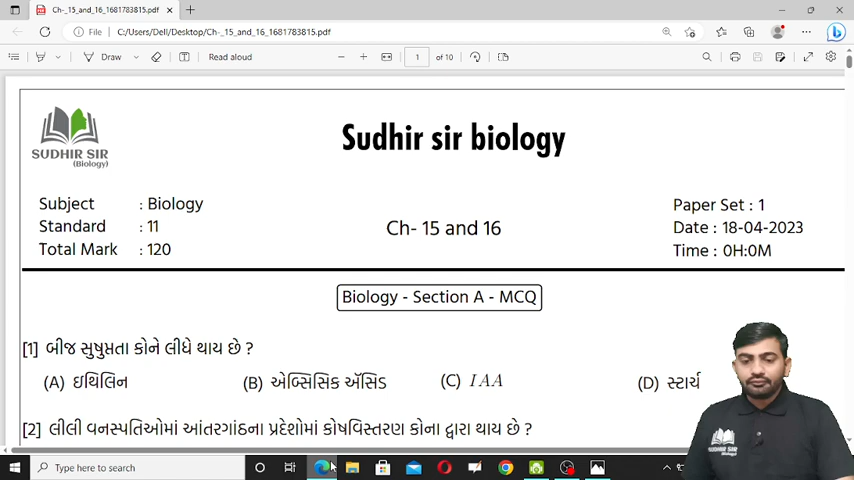 Ch-_15_and_16_1681783815.pdf
File C:/Users/Dell/Desktop/Ch-_15_and_16_1681783815.pdf
Draw Read aloud 1 of 10
SUDHIR SIR
(Biology)
Sudhir sir biology
Subject : Biology
Standard : 11
Total Mark : 120
Ch- 15 and 16
Paper Set : 1
Date : 18-04-2023
Time : 0H:0M
Biology - Section A - MCQ
[1] બીજ સુષુપ્તતા કોને લીધે થાય છે ?
(A) ઇથિલિન (B) એબ્સિસિક ઍસિડ (C) IAA (D) સ્ટાર્ચ
[2] લીલી વનસ્પતિઓમાં આંતરગાંઠના પ્રદેશોમાં કોષવિસ્તરણ કોના દ્વારા થાય છે ?
SUDHIR SIR
Type here to search